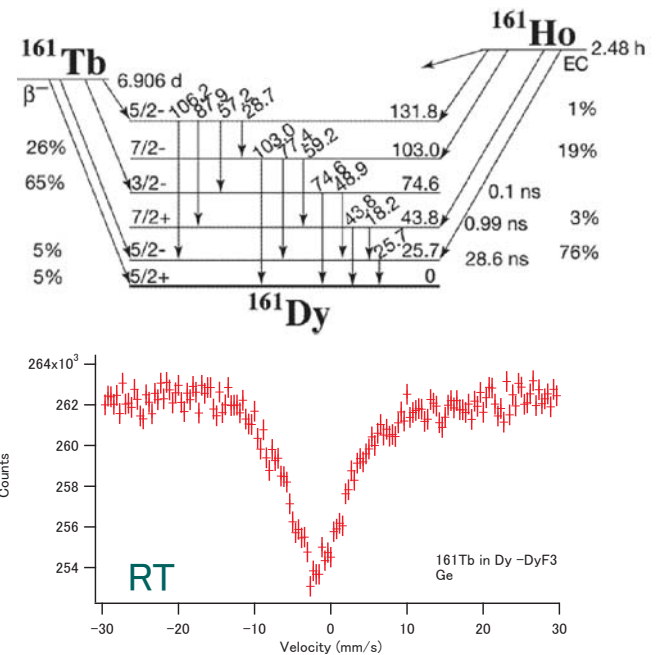 161Tb
161Ho
6.906 d
2.48 h
β−
EC
5/2- 106.2 87.9 57.2 28.7 131.8 1%
26% 7/2- 103.0 77.4 59.2 103.0 19%
65% 3/2- 74.6 48.9 74.6 0.1 ns
7/2+ 43.8 18.2 43.8 0.99 ns 3%
5% 5/2- 25.7 25.7 28.6 ns 76%
5% 5/2+ 0
161Dy
264x10³
262
260
258
256
254
Counts
RT
161Tb in Dy -DyF3
Ge
-30 -20 -10 0 10 20 30
Velocity (mm/s)